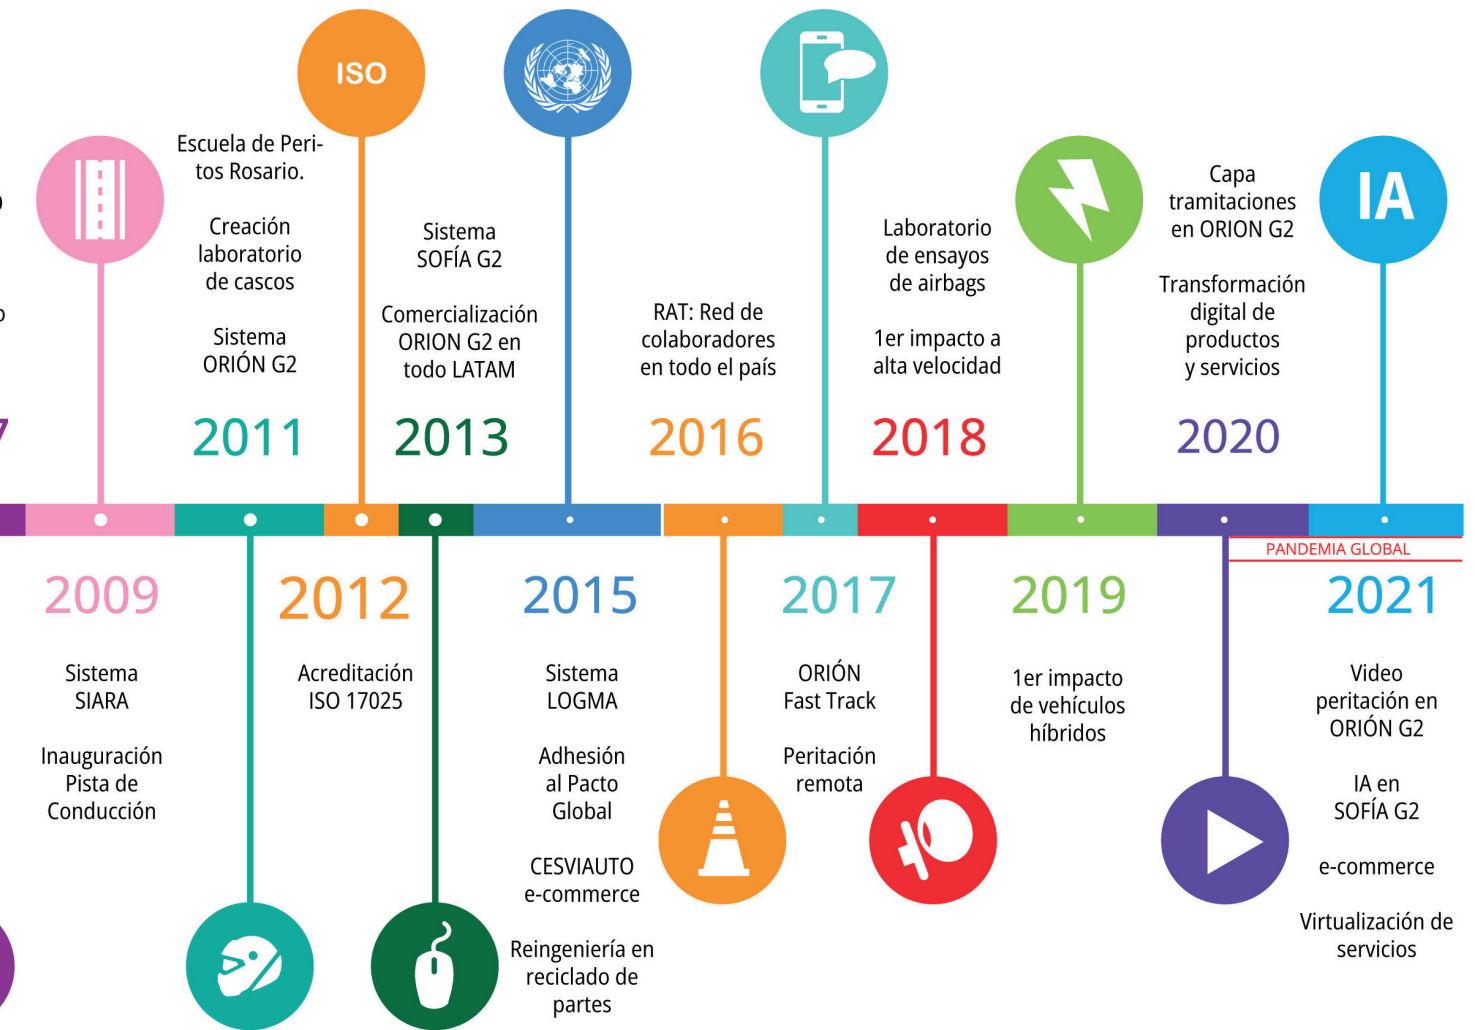 7
2009
Sistema
SIARA
Inauguración
Pista de
Conducción
Escuela de Peri-
tos Rosario.
Creación
laboratorio
de cascos
Sistema
ORIÓN G2
2011
ISO
2012
Acreditación
ISO 17025
Sistema
SOFÍA G2
Comercialización
ORION G2 en
todo LATAM
2013
2015
Sistema
LOGMA
Adhesión
al Pacto
Global
CESVIAUTO
e-commerce
Reingeniería en
reciclado de
partes
RAT: Red de
colaboradores
en todo el país
2016
2017
ORIÓN
Fast Track
Peritación
remota
Laboratorio
de ensayos
de airbags
1er impacto a
alta velocidad
2018
2019
1er impacto
de vehículos
híbridos
Capa
tramitaciones
en ORION G2
Transformación
digital de
productos
y servicios
2020
IA
PANDEMIA GLOBAL
2021
Video
peritación en
ORIÓN G2
IA en
SOFÍA G2
e-commerce
Virtualización de
servicios